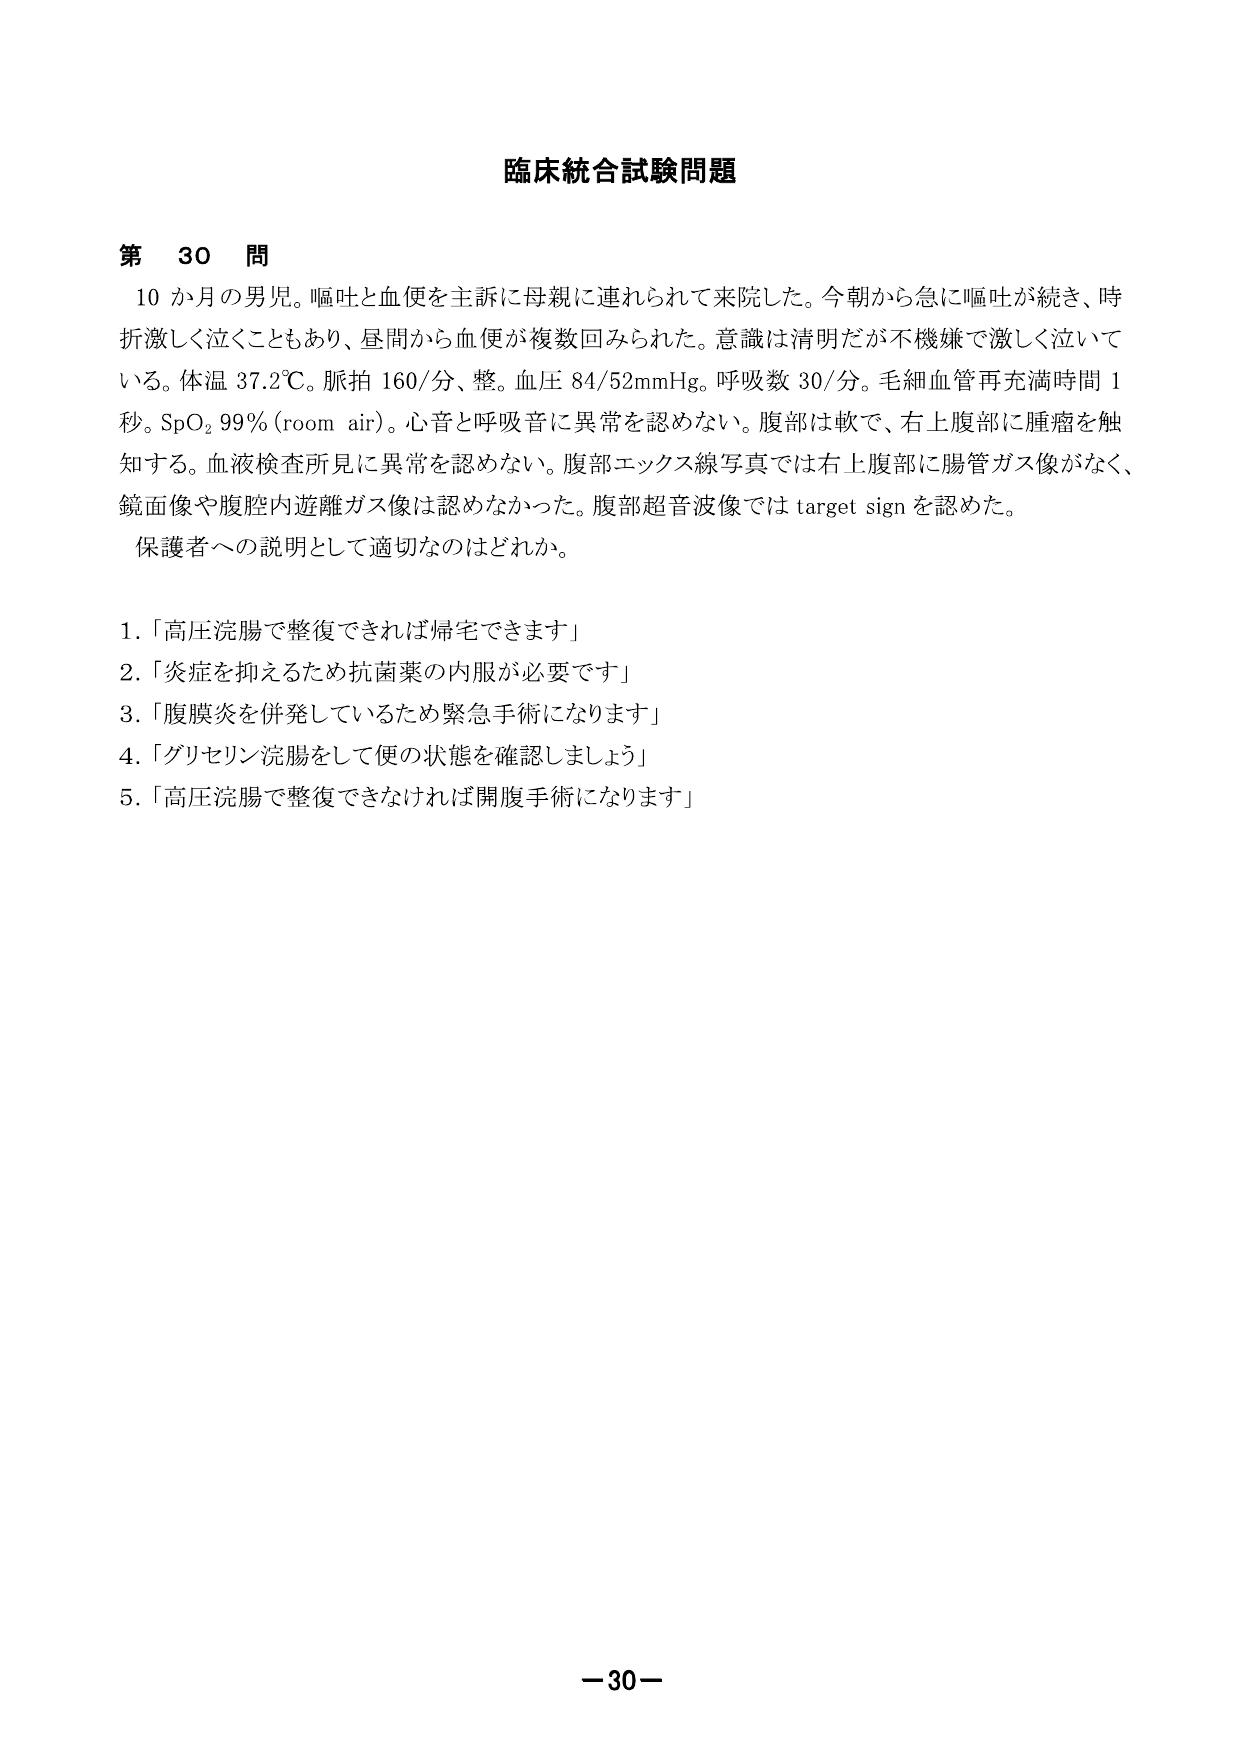 臨床統合試験問題
第 30 問
10 か月の男児。嘔吐と血便を主訴に母親に連れられて来院した。今朝から急に嘔吐が続き、時
折激しく泣くこともあり、昼間から血便が複数回みられた。意識は清明だが不機嫌で激しく泣いて
いる。体温 37.2℃。脈拍 160/分、整。血圧 84/52mmHg。呼吸数 30/分。毛細血管再充満時間 1
秒。SpO₂ 99%(room air)。心音と呼吸音に異常を認めない。腹部は軟で、右上腹部に腫瘤を触
知する。血液検査所見に異常を認めない。腹部エックス線写真では右上腹部に腸管ガス像がなく、
鏡面像や腹腔内遊離ガス像は認めなかった。腹部超音波像では target sign を認めた。
保護者への説明として適切なのはどれか。
1.「高圧浣腸で整復できれば帰宅できます」
2.「炎症を抑えるため抗菌薬の内服が必要です」
3.「腹膜炎を併発しているため緊急手術になります」
4.「グリセリン浣腸をして便の状態を確認しましょう」
5.「高圧浣腸で整復できなければ開腹手術になります」
－30－